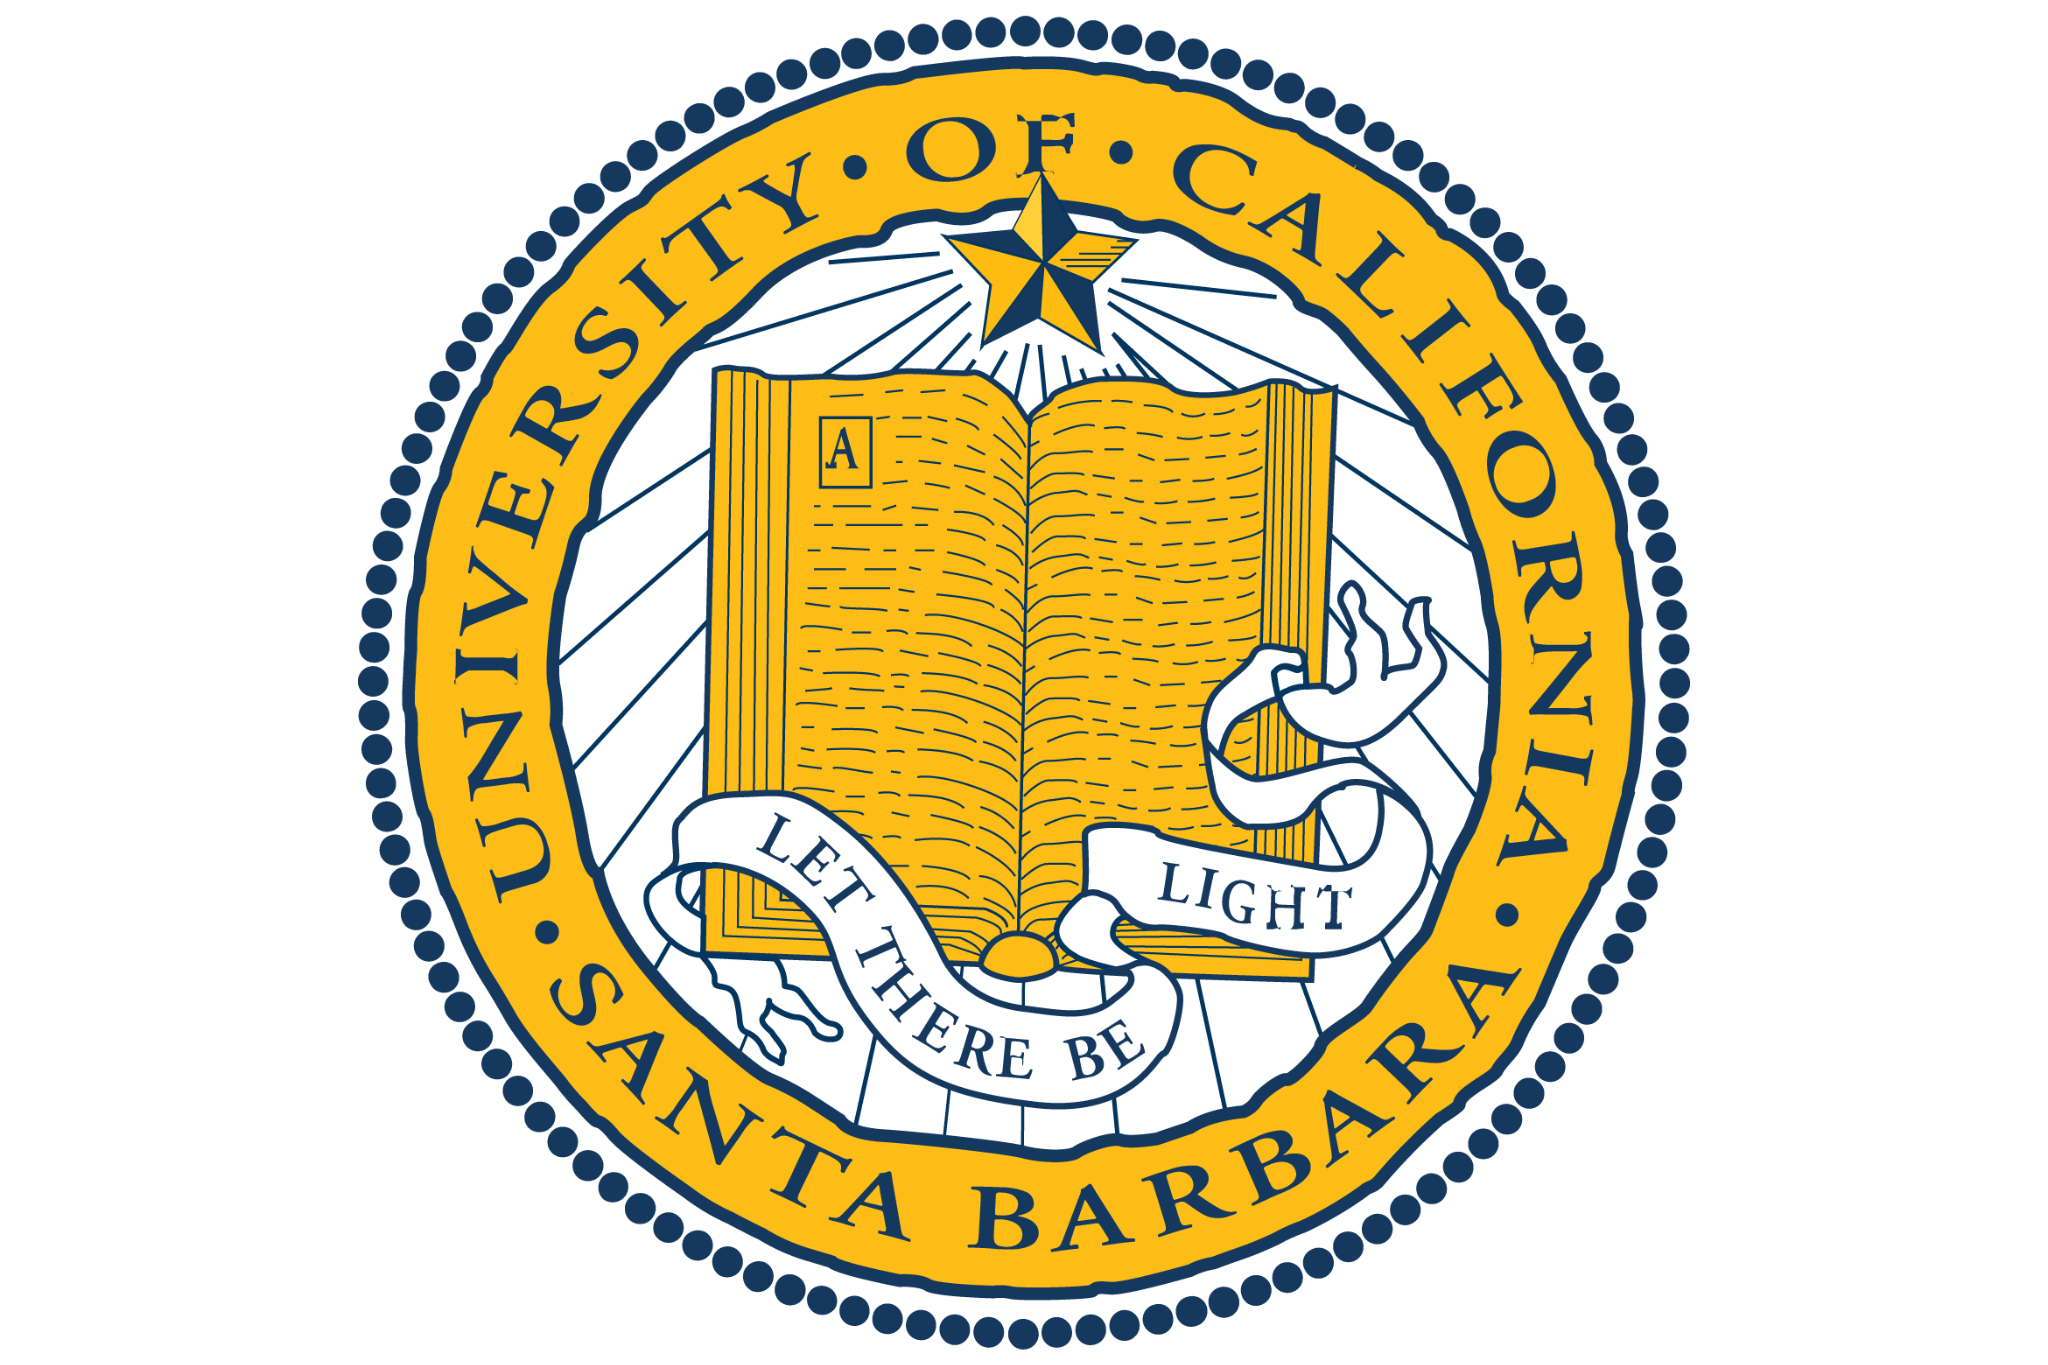 UNIVERSITY · OF · CALIFORNIA
· SANTA BARBARA ·
A
LET THERE BE
LIGHT